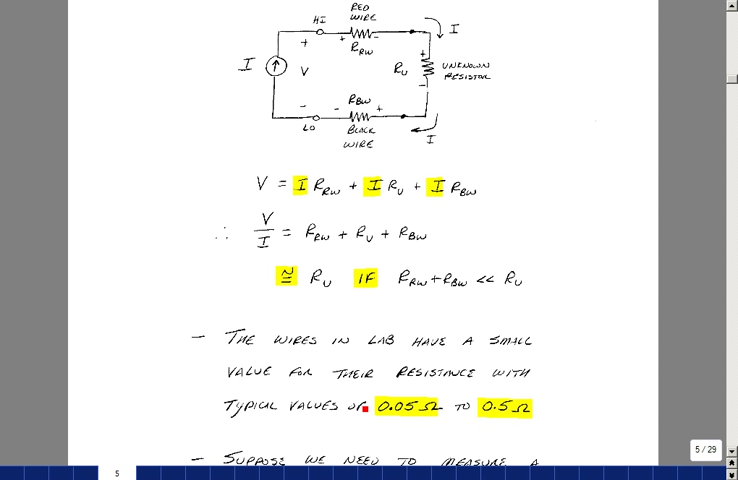 RED
WIRE
HI
I
+ -
R_RW
+
I
V
R_U
+
UNKNOWN
RESISTOR
-
-
LO
R_BW
- +
BLACK
WIRE
I
V = I R_RW + I R_U + I R_BW
∴ V/I = R_RW + R_U + R_BW
≅ R_U IF R_RW + R_BW << R_U
- THE WIRES IN LAB HAVE A SMALL
VALUE FOR THEIR RESISTANCE WITH
TYPICAL VALUES OF 0.05Ω TO 0.5Ω
- SUPPOSE WE NEED TO MEASURE A
5 / 29
5